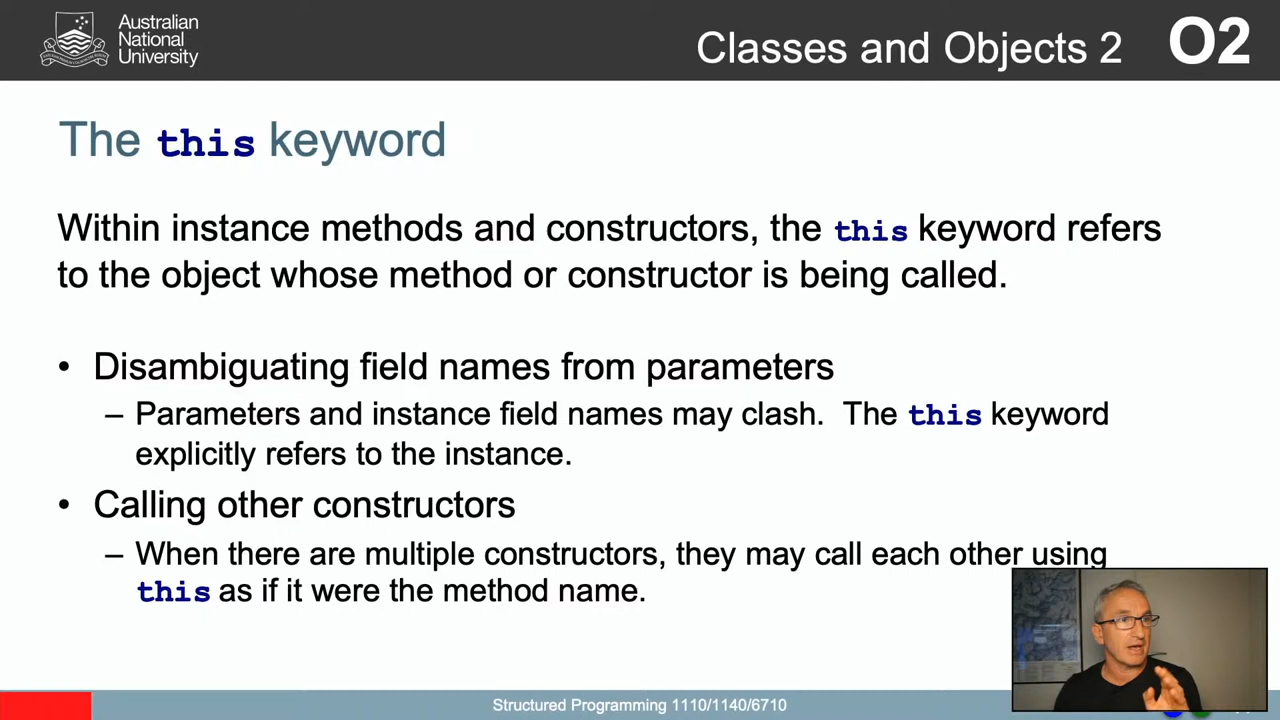 Australian
National
University
Classes and Objects 2 O2
The this keyword
Within instance methods and constructors, the this keyword refers
to the object whose method or constructor is being called.
• Disambiguating field names from parameters
– Parameters and instance field names may clash. The this keyword
explicitly refers to the instance.
• Calling other constructors
– When there are multiple constructors, they may call each other using
this as if it were the method name.
Structured Programming 1110/1140/6710